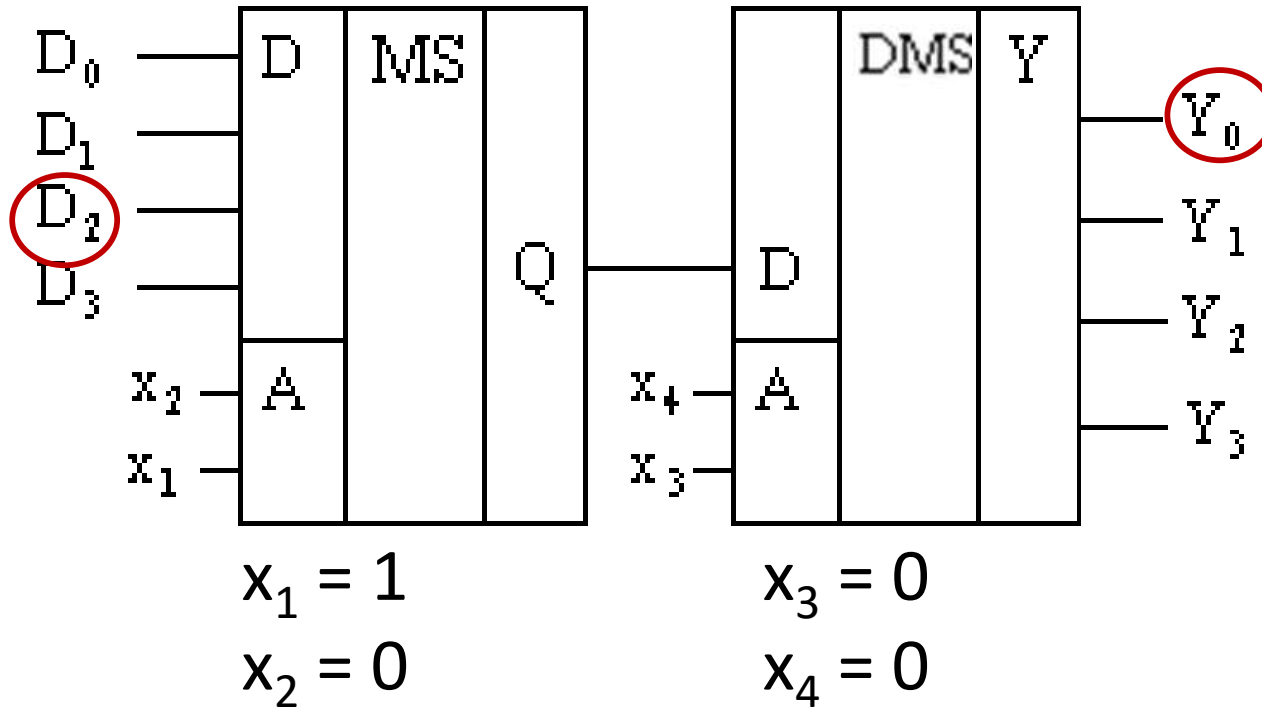 D₀ D MS DMS Y
Y₀
D₁
D₂
Y₁
D₃ Q D
Y₂
x₂ A x₄ A
Y₃
x₁ x₃
x₁ = 1 x₃ = 0
x₂ = 0 x₄ = 0